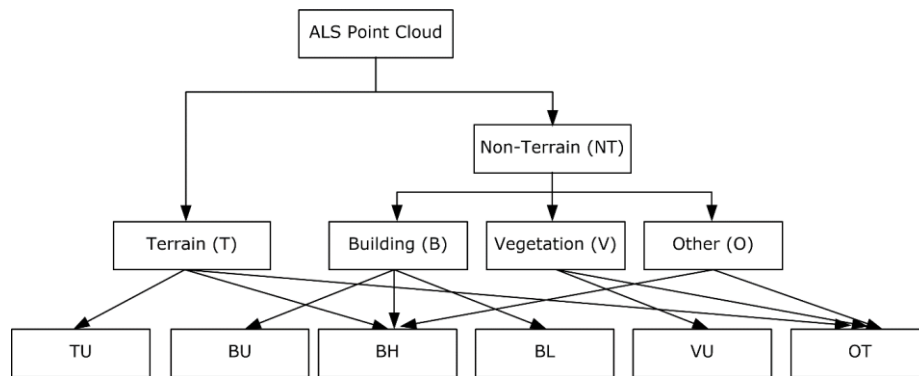 ALS Point Cloud
Non-Terrain (NT)
Terrain (T)
Building (B)
Vegetation (V)
Other (O)
TU
BU
BH
BL
VU
OT